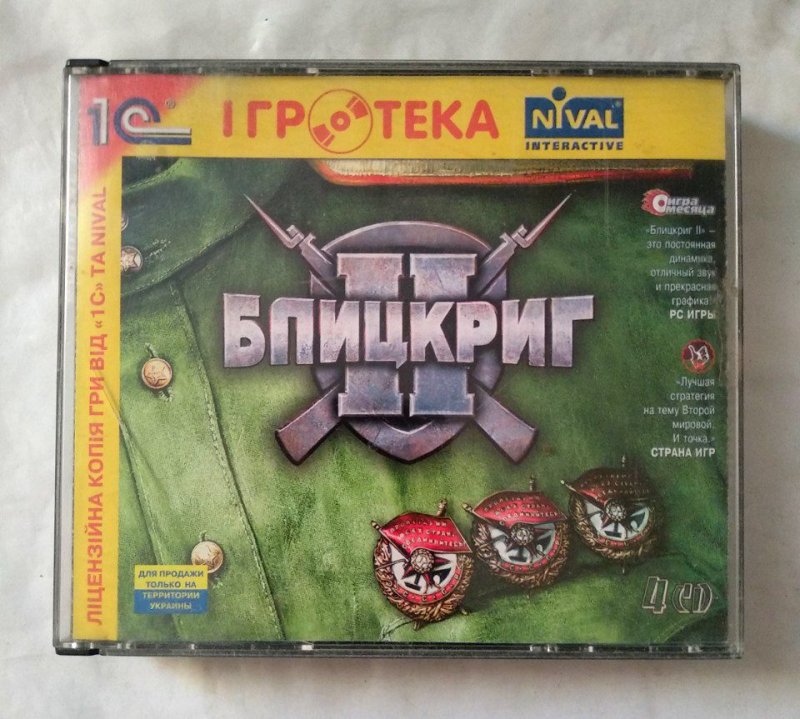 1С®
ІГРОТЕКА
NIVAL
INTERACTIVE
ЛІЦЕНЗІЙНА КОПІЯ ГРИ ВІД «1С» ТА NIVAL
игра
месяца
«Блицкриг II» –
это постоянная
динамика,
отличный звук
и прекрасная
графика»
PC ИГРЫ
II
БЛИЦКРИГ
«Лучшая
стратегия
на тему Второй
мировой.
И точка.»
СТРАНА ИГР
ДЛЯ ПРОДАЖИ
ТОЛЬКО НА
ТЕРРИТОРИИ
УКРАИНЫ
4 CD